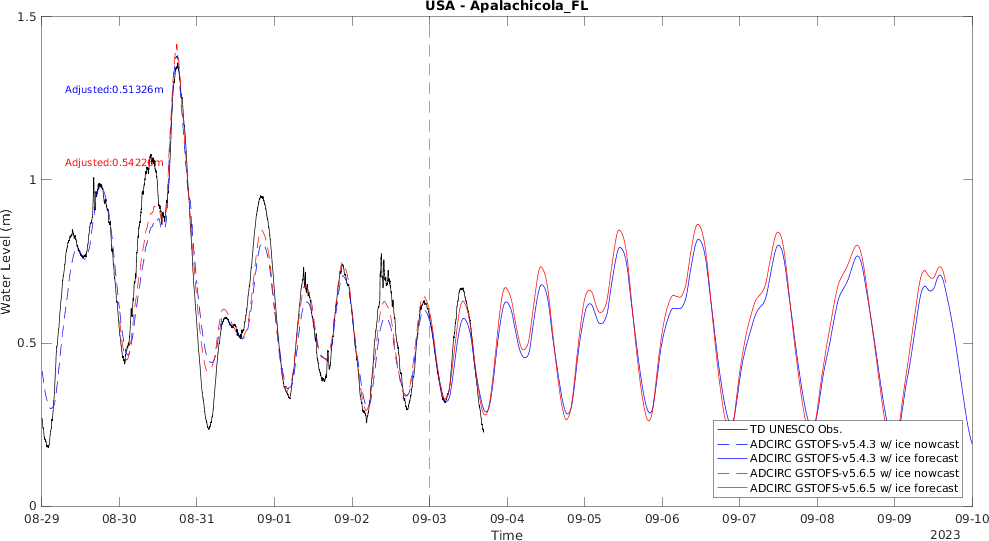 USA - Apalachicola_FL
1.5
1
0.5
0
Water Level (m)
Adjusted:0.51326m
Adjusted:0.5422 m
TD UNESCO Obs.
ADCIRC GSTOFS-v5.4.3 w/ ice nowcast
ADCIRC GSTOFS-v5.4.3 w/ ice forecast
ADCIRC GSTOFS-v5.6.5 w/ ice nowcast
ADCIRC GSTOFS-v5.6.5 w/ ice forecast
08-29 08-30 08-31 09-01 09-02 09-03 09-04 09-05 09-06 09-07 09-08 09-09 09-10
Time
2023